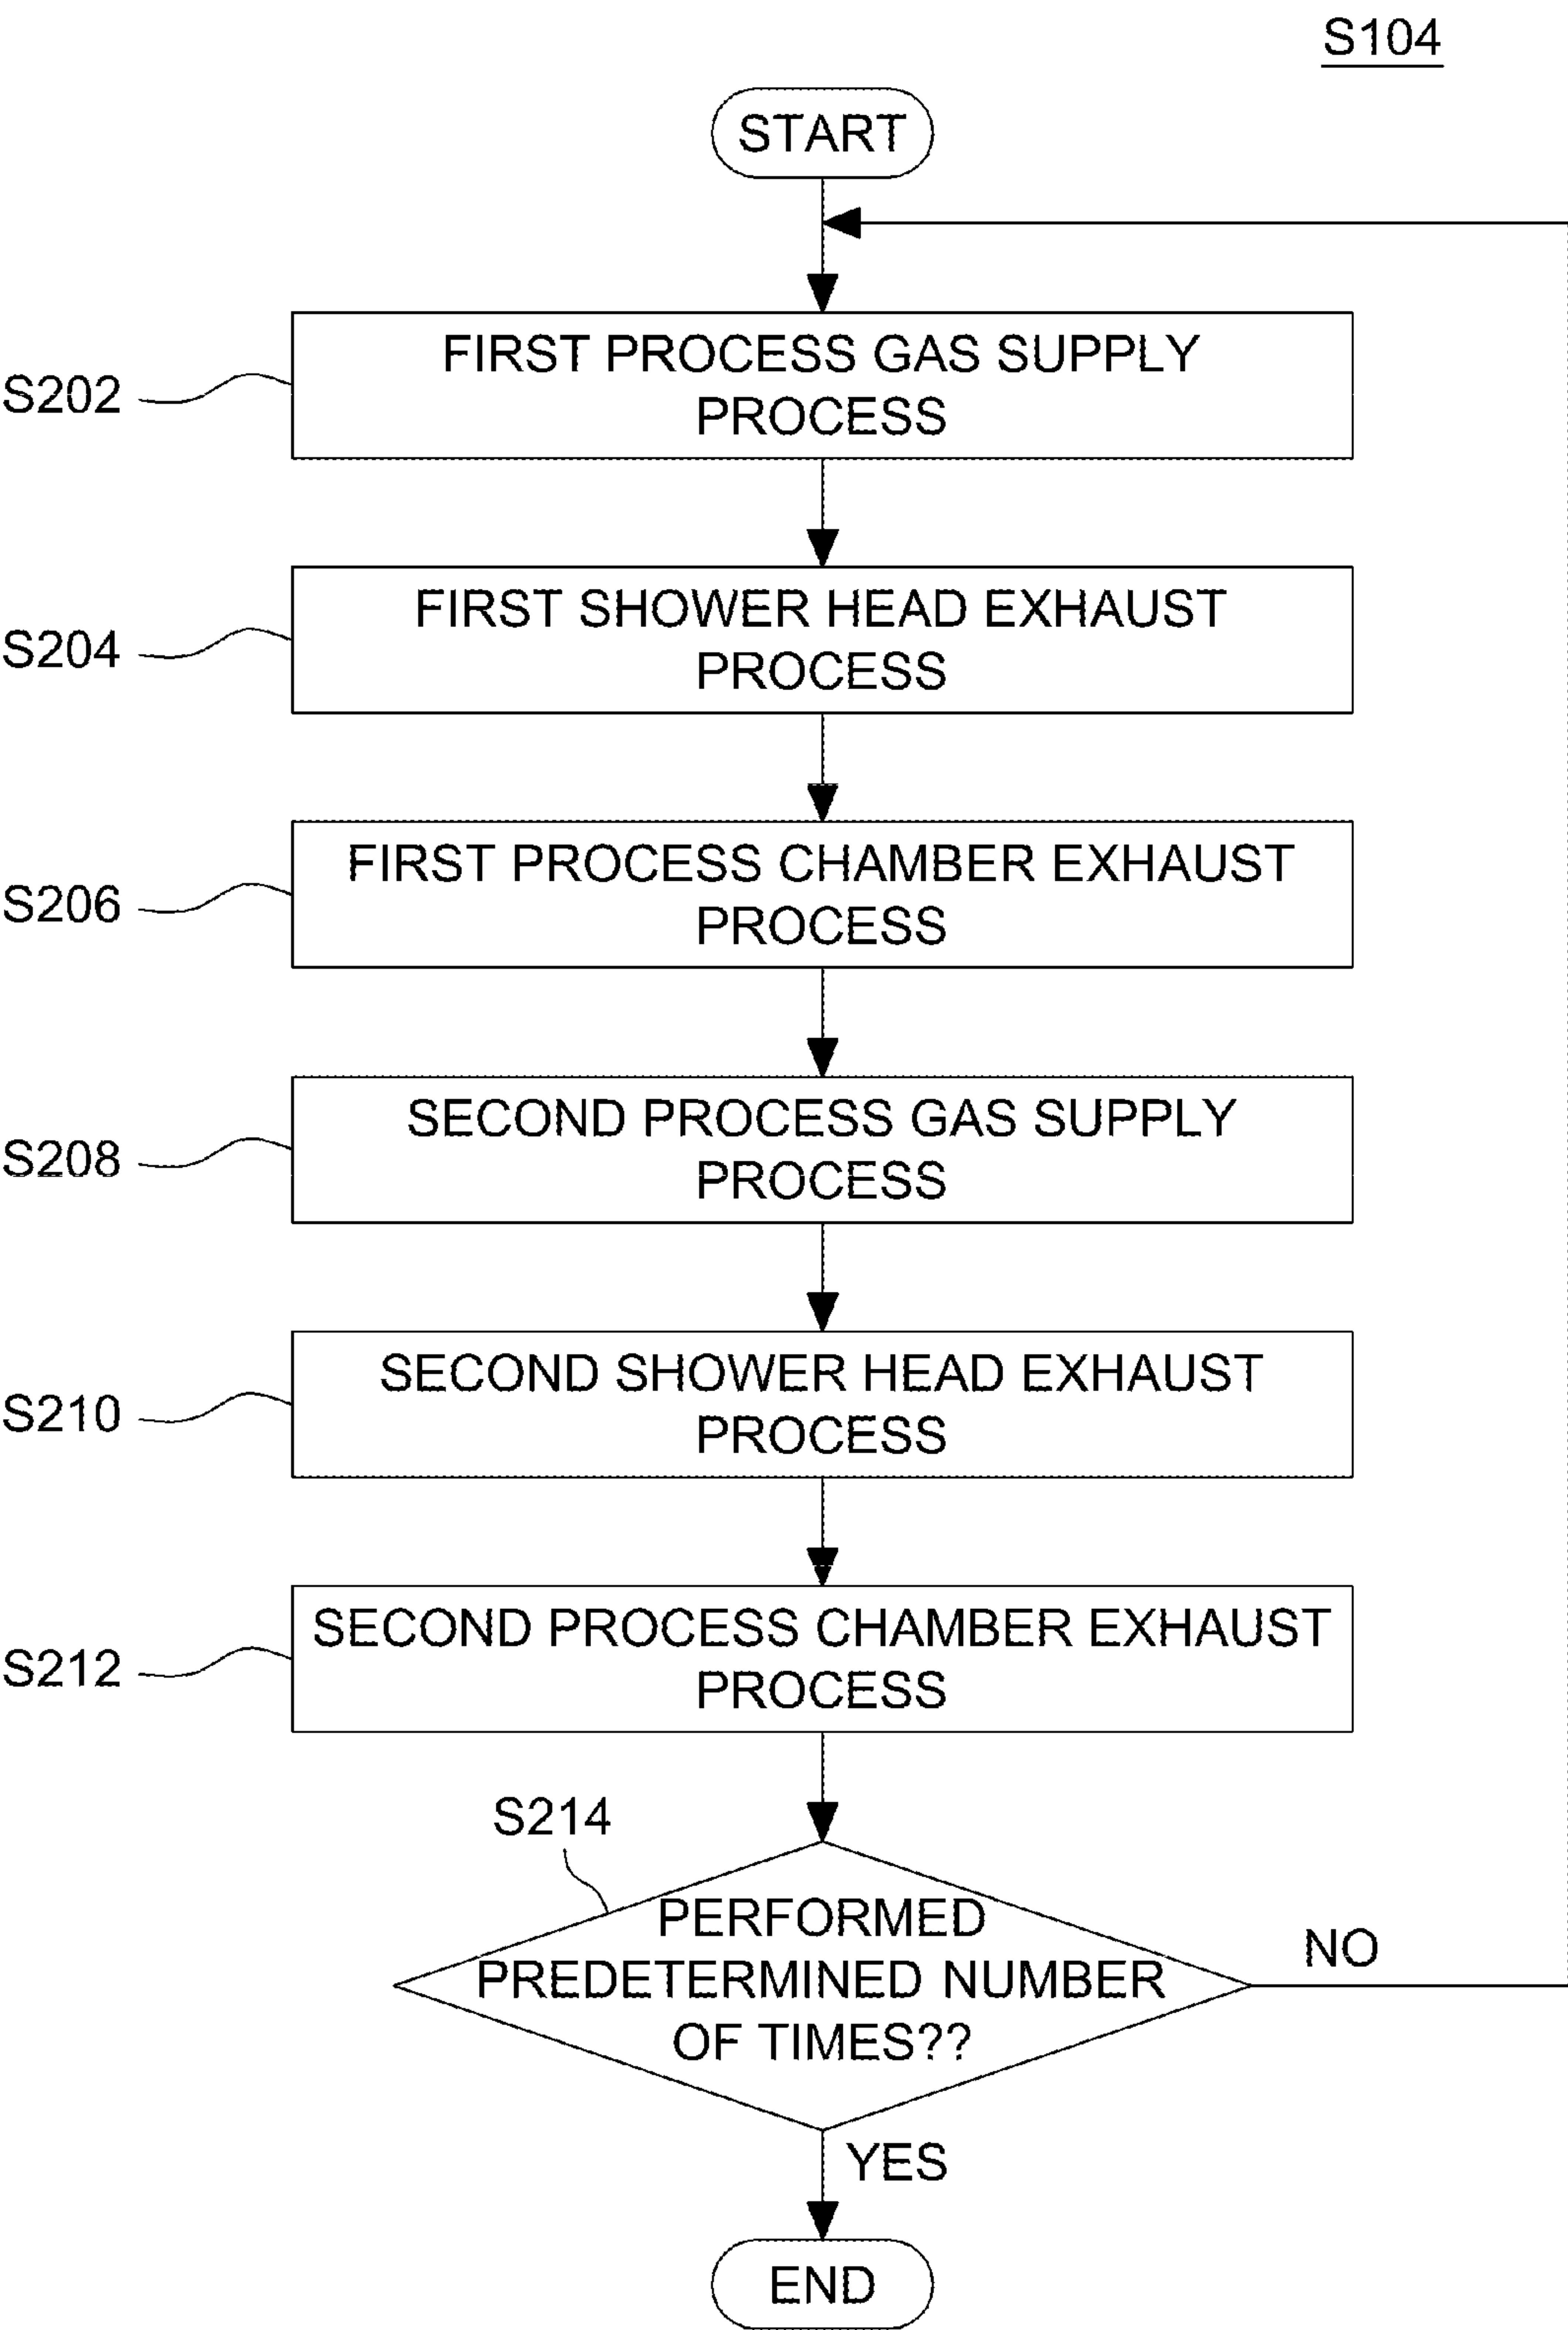 S104
START
S202
FIRST PROCESS GAS SUPPLY
PROCESS
S204
FIRST SHOWER HEAD EXHAUST
PROCESS
S206
FIRST PROCESS CHAMBER EXHAUST
PROCESS
S208
SECOND PROCESS GAS SUPPLY
PROCESS
S210
SECOND SHOWER HEAD EXHAUST
PROCESS
S212
SECOND PROCESS CHAMBER EXHAUST
PROCESS
S214
PERFORMED
PREDETERMINED NUMBER
OF TIMES??
NO
YES
END